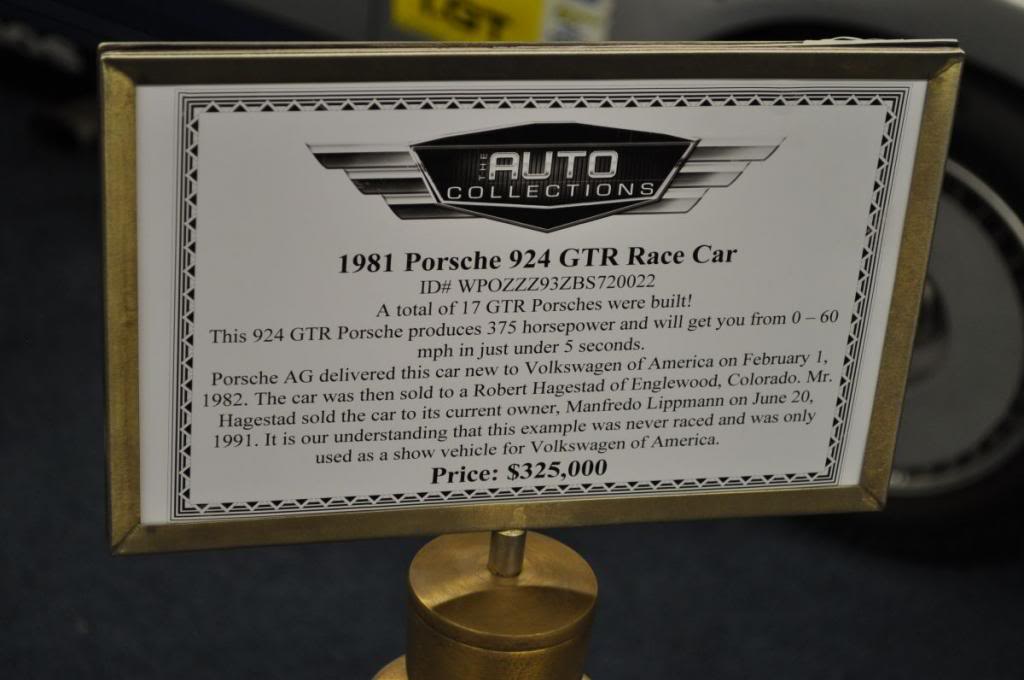 THE AUTO
COLLECTIONS
1981 Porsche 924 GTR Race Car
ID# WPOZZZ93ZBS720022
A total of 17 GTR Porsches were built!
This 924 GTR Porsche produces 375 horsepower and will get you from 0 – 60
mph in just under 5 seconds.
Porsche AG delivered this car new to Volkswagen of America on February 1,
1982. The car was then sold to a Robert Hagestad of Englewood, Colorado. Mr.
Hagestad sold the car to its current owner, Manfredo Lippmann on June 20,
1991. It is our understanding that this example was never raced and was only
used as a show vehicle for Volkswagen of America.
Price: $325,000